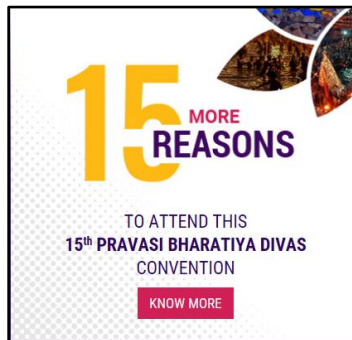 15 MORE
REASONS
TO ATTEND THIS
15th PRAVASI BHARATIYA DIVAS
CONVENTION
KNOW MORE